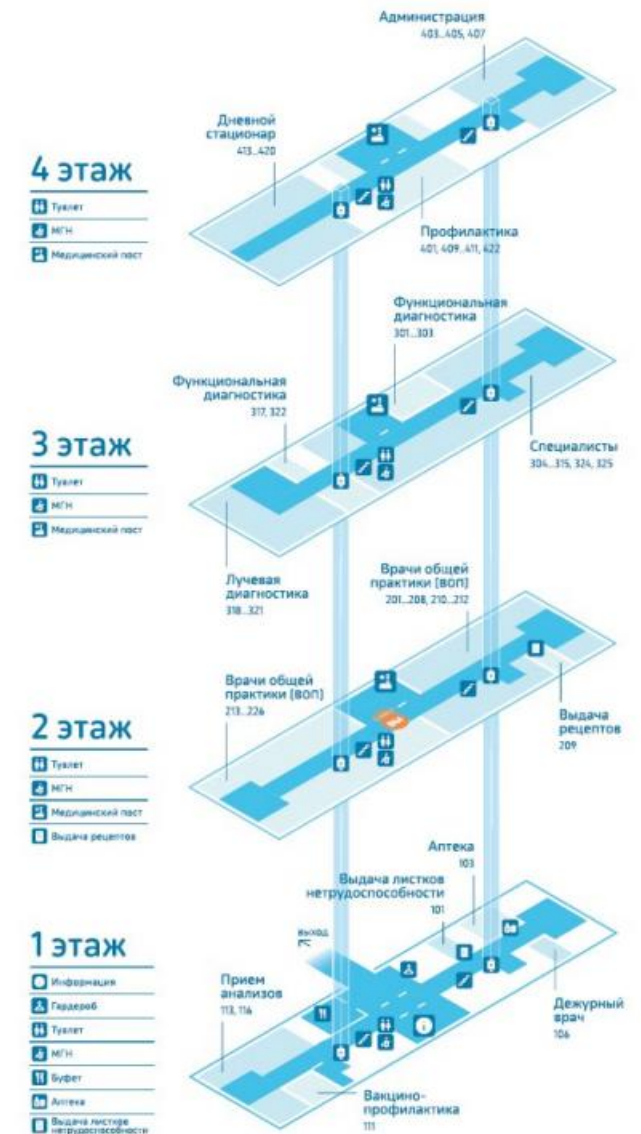 Администрация
403...405, 407
Дневной
стационар
413...420
4 этаж
Туалет
МГН
Медицинский пост
Профилактика
401, 409...411, 422
Функциональная
диагностика
301...303
Функциональная
диагностика
317, 322
3 этаж
Туалет
МГН
Медицинский пост
Специалисты
304...315, 324, 325
Лучевая
диагностика
318...321
Врачи общей
практики (ВОП)
201...208, 210...212
Врачи общей
практики (ВОП)
213...226
2 этаж
Туалет
МГН
Медицинский пост
Выдача рецептов
Выдача
рецептов
209
Аптека
103
Выдача листков
нетрудоспособности
101
ВЫХОД
1 этаж
Информация
Гардероб
Туалет
МГН
Буфет
Аптека
Выдача листков
нетрудоспособности
Прием
анализов
113, 116
Дежурный
врач
106
Вакцино-
профилактика
111